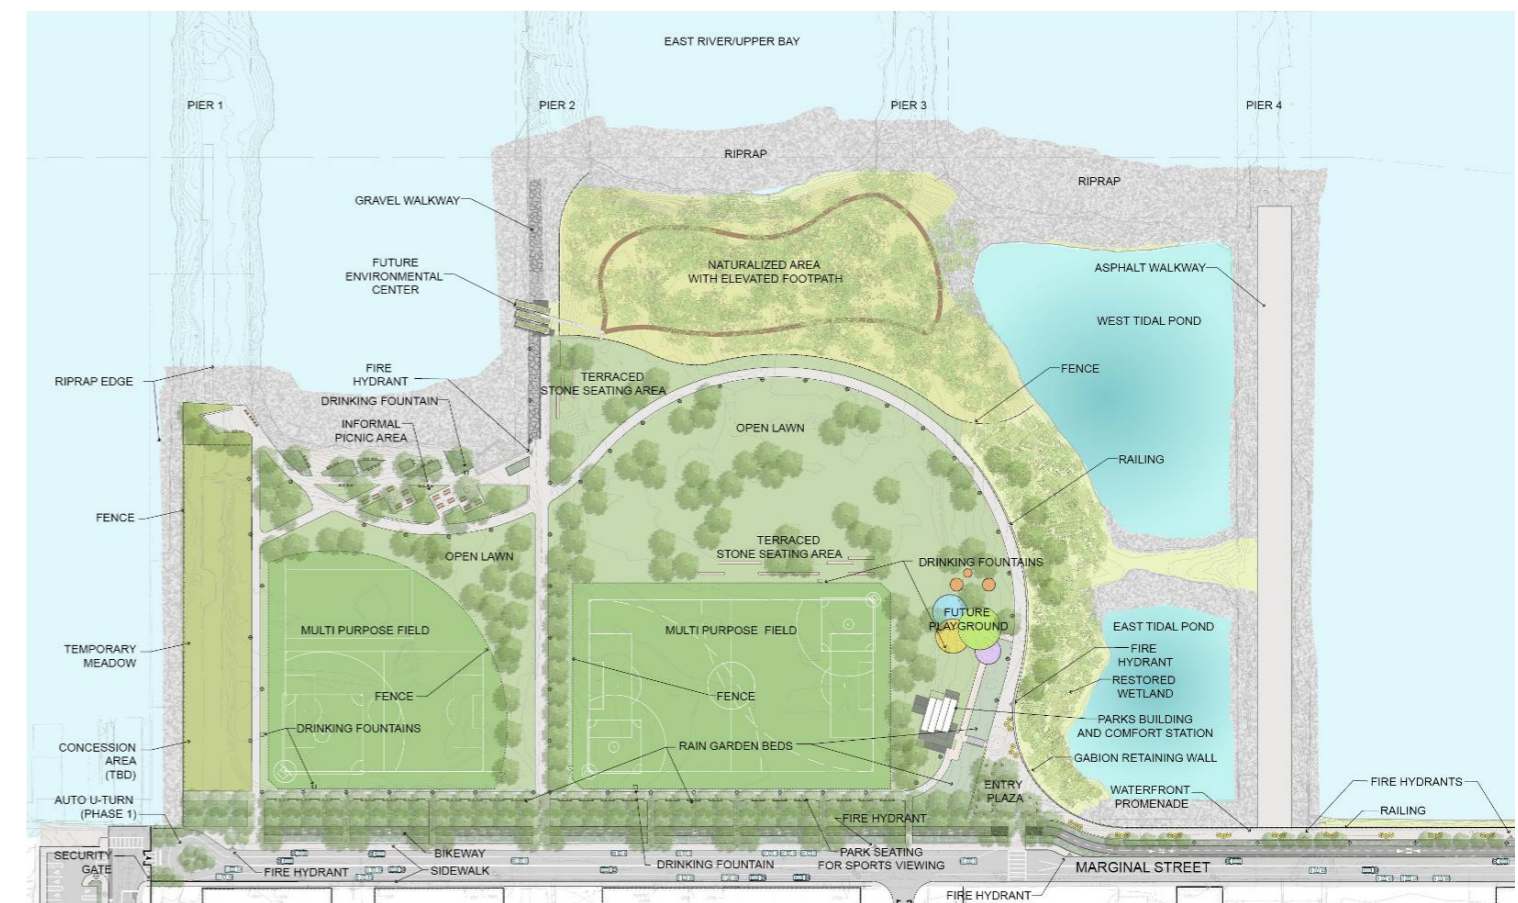 EAST RIVER/UPPER BAY
PIER 1
PIER 2
PIER 3
PIER 4
RIPRAP
RIPRAP
GRAVEL WALKWAY
FUTURE
ENVIRONMENTAL
CENTER
NATURALIZED AREA
WITH ELEVATED FOOTPATH
ASPHALT WALKWAY
WEST TIDAL POND
RIPRAP EDGE
FIRE
HYDRANT
DRINKING FOUNTAIN
INFORMAL
PICNIC AREA
TERRACED
STONE SEATING AREA
FENCE
OPEN LAWN
RAILING
FENCE
OPEN LAWN
TERRACED
STONE SEATING AREA
DRINKING FOUNTAINS
FUTURE
PLAYGROUND
EAST TIDAL POND
MULTI PURPOSE FIELD
MULTI PURPOSE FIELD
TEMPORARY
MEADOW
FIRE
HYDRANT
RESTORED
WETLAND
FENCE
FENCE
PARKS BUILDING
AND COMFORT STATION
DRINKING FOUNTAINS
RAIN GARDEN BEDS
CONCESSION
AREA
(TBD)
GABION RETAINING WALL
ENTRY
PLAZA
WATERFRONT
PROMENADE
FIRE HYDRANTS
RAILING
AUTO U-TURN
(PHASE 1)
FIRE HYDRANT
SECURITY
GATE
BIKEWAY
SIDEWALK
FIRE HYDRANT
DRINKING FOUNTAIN
PARK SEATING
FOR SPORTS VIEWING
MARGINAL STREET
FIRE HYDRANT